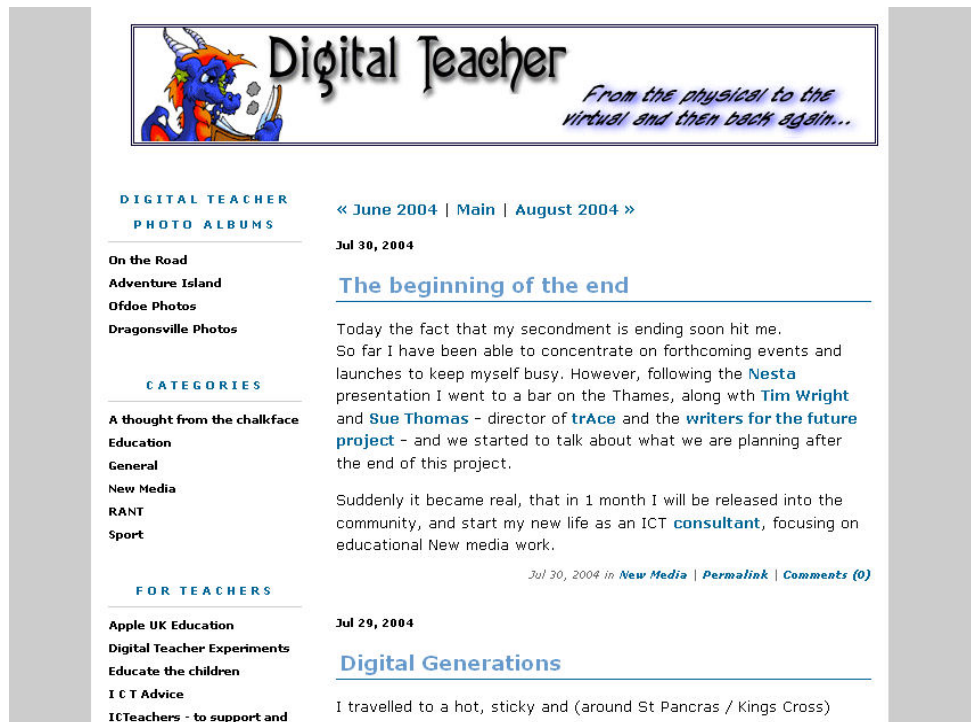 Digital Teacher
From the physical to the
virtual and then back again...
DIGITAL TEACHER
PHOTO ALBUMS
On the Road
Adventure Island
Ofdoe Photos
Dragonsville Photos
CATEGORIES
A thought from the chalkface
Education
General
New Media
RANT
Sport
FOR TEACHERS
Apple UK Education
Digital Teacher Experiments
Educate the children
I C T Advice
ICTeachers - to support and
« June 2004 | Main | August 2004 »
Jul 30, 2004
The beginning of the end
Today the fact that my secondment is ending soon hit me.
So far I have been able to concentrate on forthcoming events and
launches to keep myself busy. However, following the Nesta
presentation I went to a bar on the Thames, along wth Tim Wright
and Sue Thomas - director of trAce and the writers for the future
project - and we started to talk about what we are planning after
the end of this project.
Suddenly it became real, that in 1 month I will be released into the
community, and start my new life as an ICT consultant, focusing on
educational New media work.
Jul 30, 2004 in New Media | Permalink | Comments (0)
Jul 29, 2004
Digital Generations
I travelled to a hot, sticky and (around St Pancras / Kings Cross)